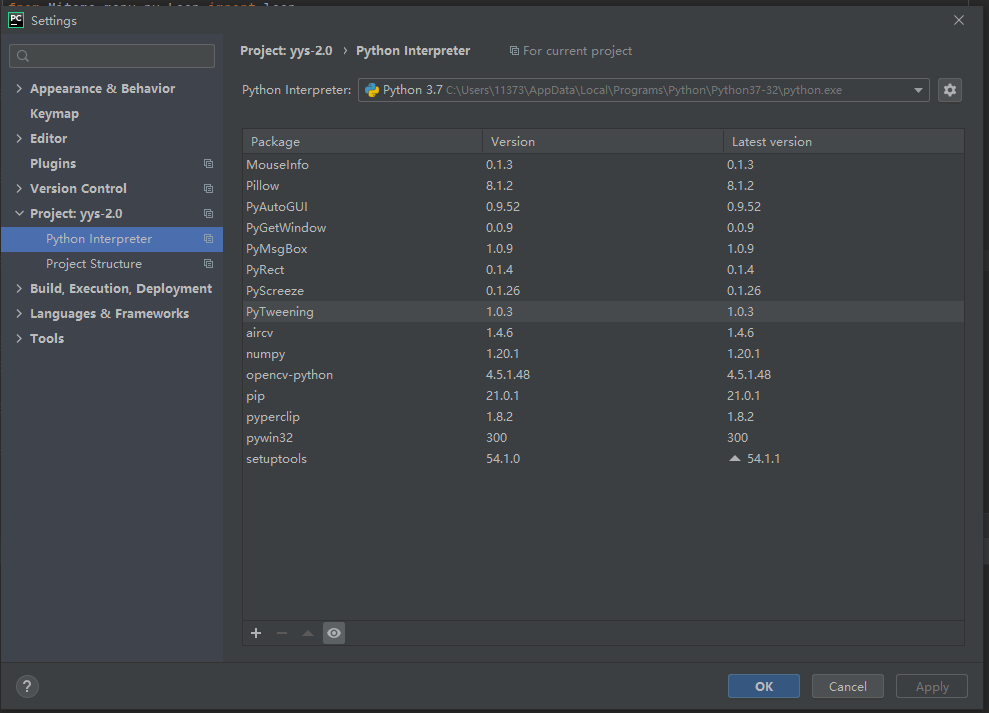 PC Settings
Project: yys-2.0 › Python Interpreter For current project
Appearance & Behavior
Keymap
Editor
Plugins
Version Control
Project: yys-2.0
Python Interpreter
Project Structure
Build, Execution, Deployment
Languages & Frameworks
Tools
Python Interpreter: Python 3.7 C:\Users\11373\AppData\Local\Programs\Python\Python37-32\python.exe
Package Version Latest version
MouseInfo 0.1.3 0.1.3
Pillow 8.1.2 8.1.2
PyAutoGUI 0.9.52 0.9.52
PyGetWindow 0.0.9 0.0.9
PyMsgBox 1.0.9 1.0.9
PyRect 0.1.4 0.1.4
PyScreeze 0.1.26 0.1.26
PyTweening 1.0.3 1.0.3
aircv 1.4.6 1.4.6
numpy 1.20.1 1.20.1
opencv-python 4.5.1.48 4.5.1.48
pip 21.0.1 21.0.1
pyperclip 1.8.2 1.8.2
pywin32 300 300
setuptools 54.1.0 54.1.1
? OK Cancel Apply